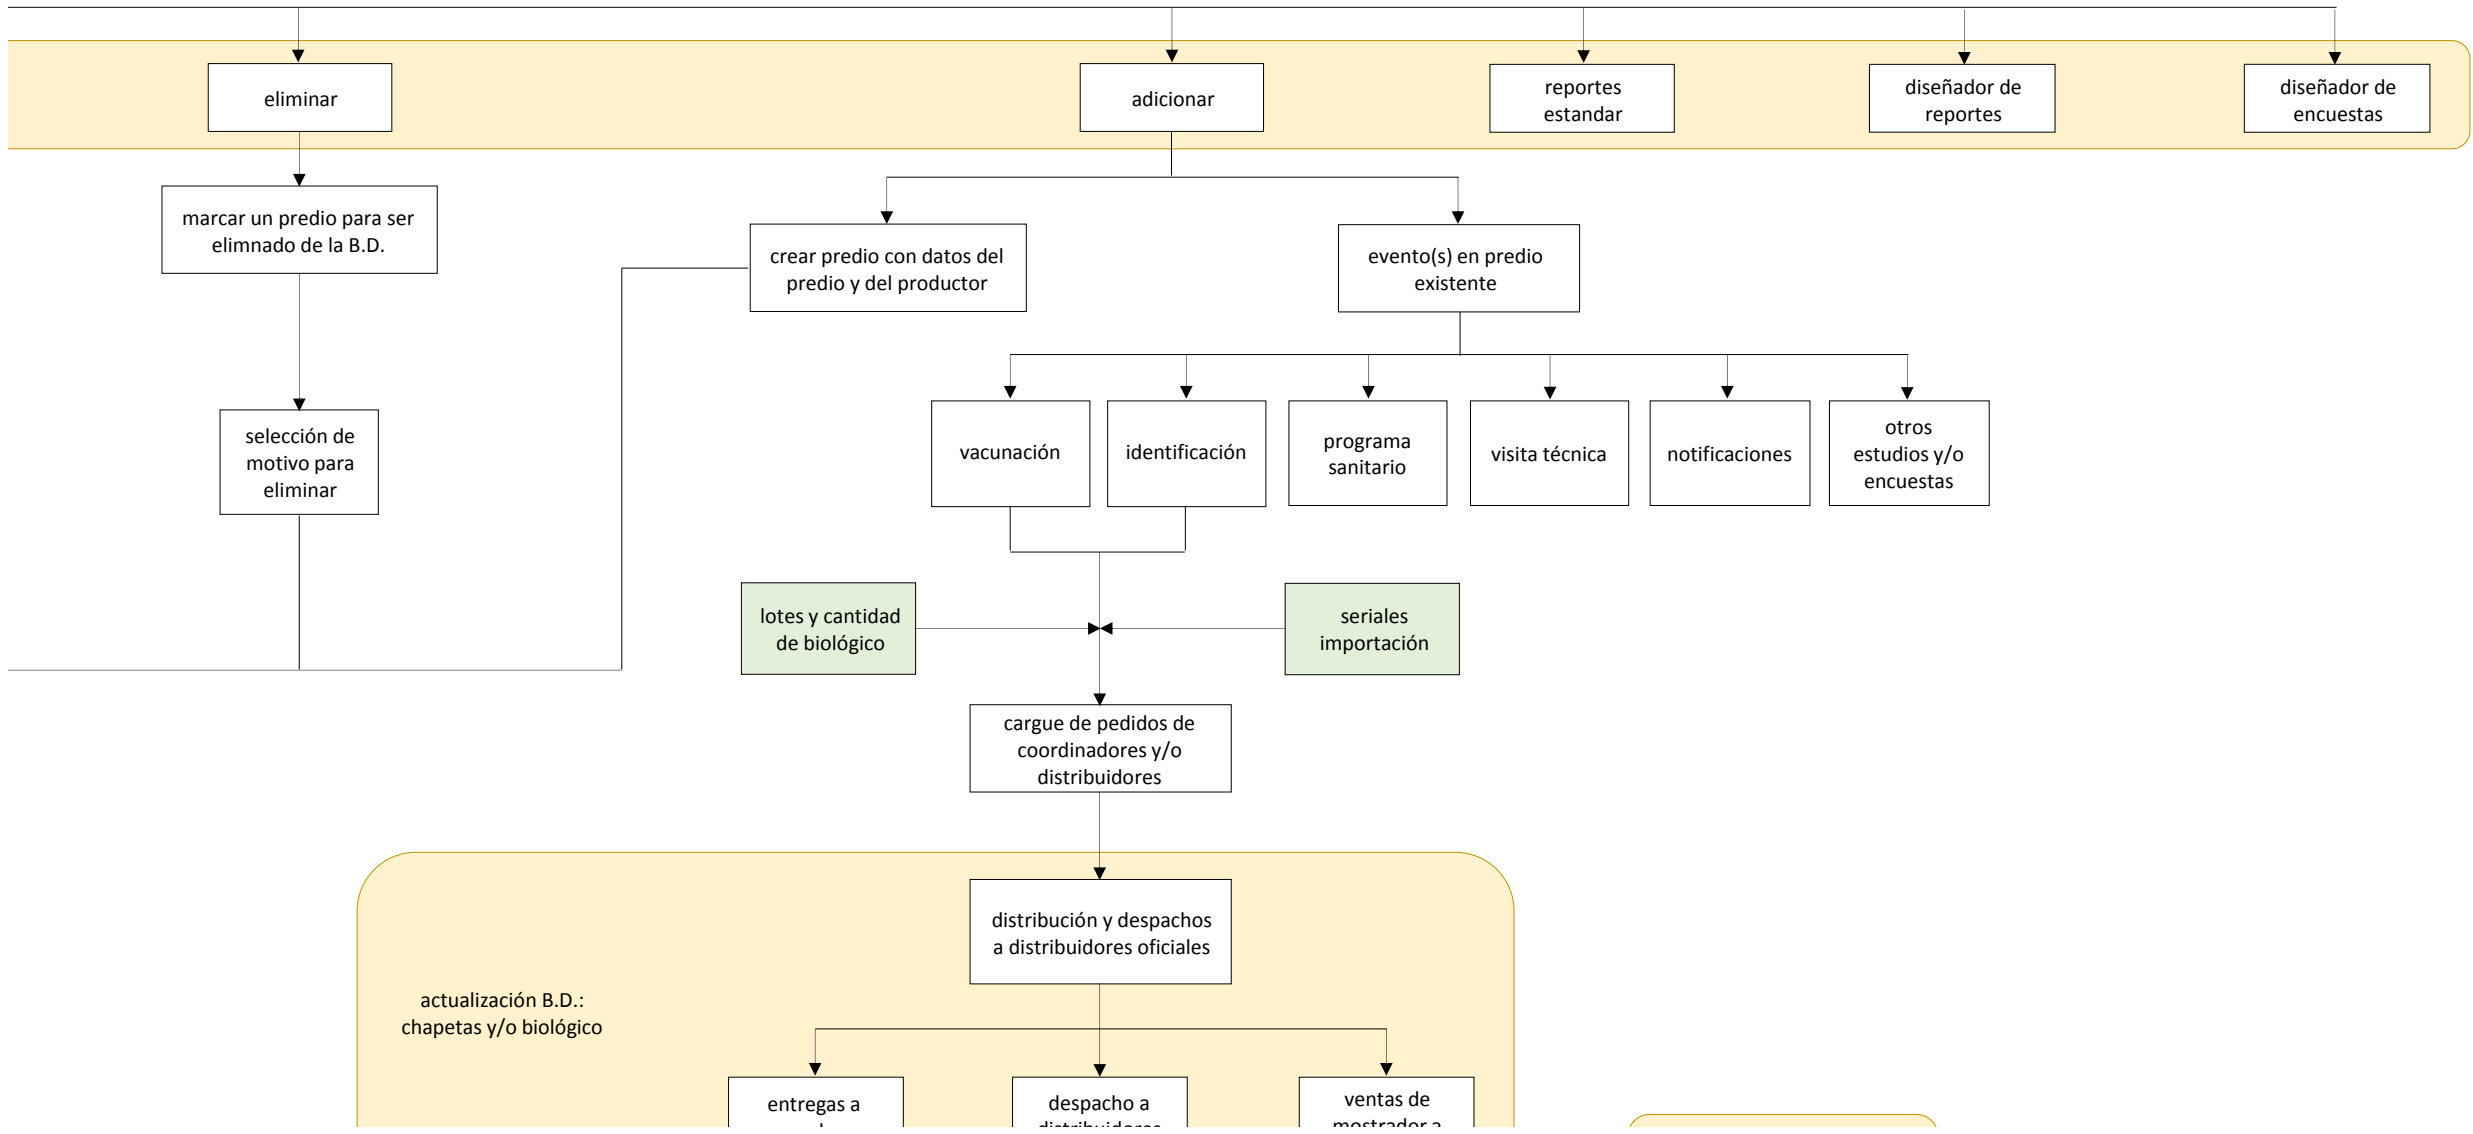 eliminar
adicionar
reportes
estandar
diseñador de
reportes
diseñador de
encuestas
marcar un predio para ser
elimnado de la B.D.
crear predio con datos del
predio y del productor
evento(s) en predio
existente
selección de
motivo para
eliminar
vacunación
identificación
programa
sanitario
visita técnica
notificaciones
otros
estudios y/o
encuestas
lotes y cantidad
de biológico
seriales
importación
cargue de pedidos de
coordinadores y/o
distribuidores
distribución y despachos
a distribuidores oficiales
actualización B.D.:
chapetas y/o biológico
entregas a
despacho a
distribuidores
ventas de
mostrador a